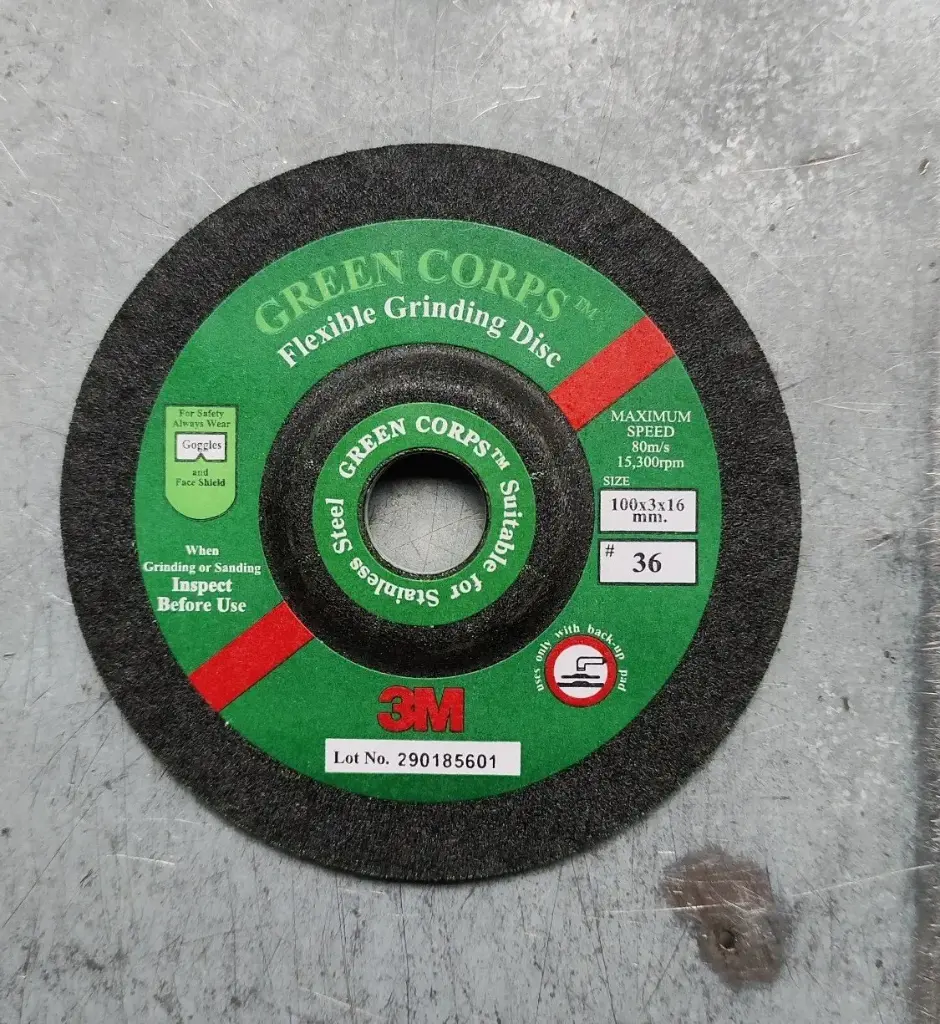 GREEN CORPS™
Flexible Grinding Disc
For Safety
Always Wear
Goggles
and
Face Shield
When
Grinding or Sanding
Inspect
Before Use
MAXIMUM
SPEED
80m/s
15,300rpm
SIZE
100x3x16
mm.
# 36
GREEN CORPS™ Suitable for Stainless Steel
uses only with back-up pad
3M
Lot No. 290185601